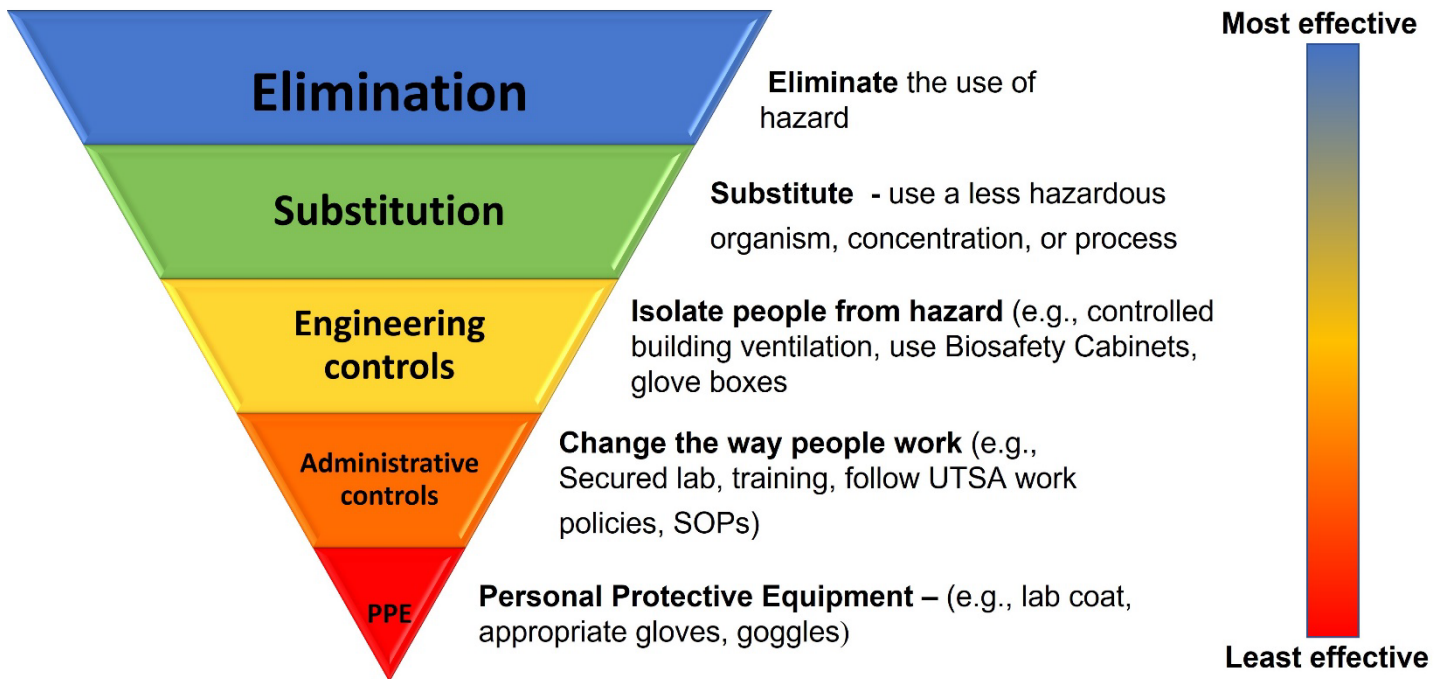 Most effective
Elimination
Eliminate the use of
hazard
Substitution
Substitute - use a less hazardous
organism, concentration, or process
Engineering
controls
Isolate people from hazard (e.g., controlled
building ventilation, use Biosafety Cabinets,
glove boxes
Administrative
controls
Change the way people work (e.g.,
Secured lab, training, follow UTSA work
policies, SOPs)
PPE
Personal Protective Equipment – (e.g., lab coat,
appropriate gloves, goggles)
Least effective